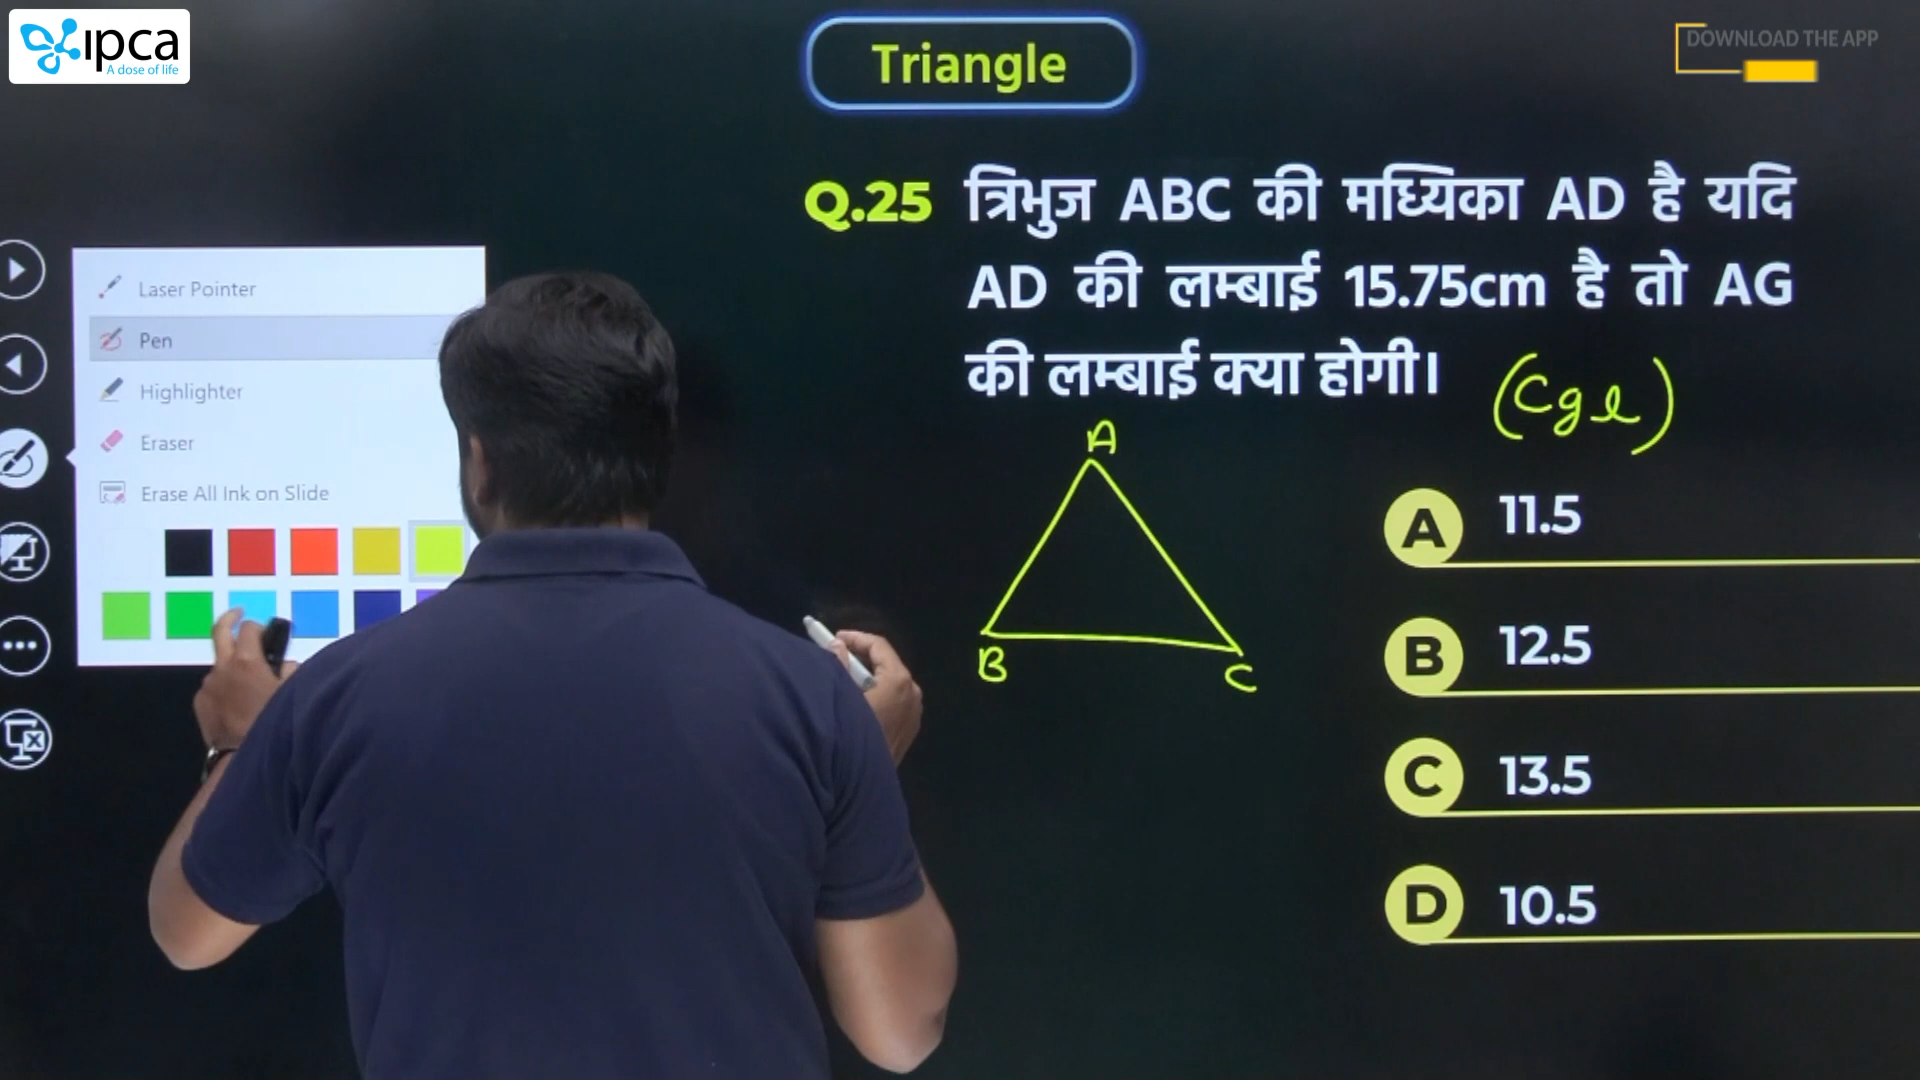 ipca
A dose of life
Triangle
DOWNLOAD THE APP
Q.25 त्रिभुज ABC की मध्यिका AD है यदि
AD की लम्बाई 15.75cm है तो AG
की लम्बाई क्या होगी।
(Cgl)
Laser Pointer
Pen
Highlighter
Eraser
Erase All Ink on Slide
A
B
C
A 11.5
B 12.5
C 13.5
D 10.5